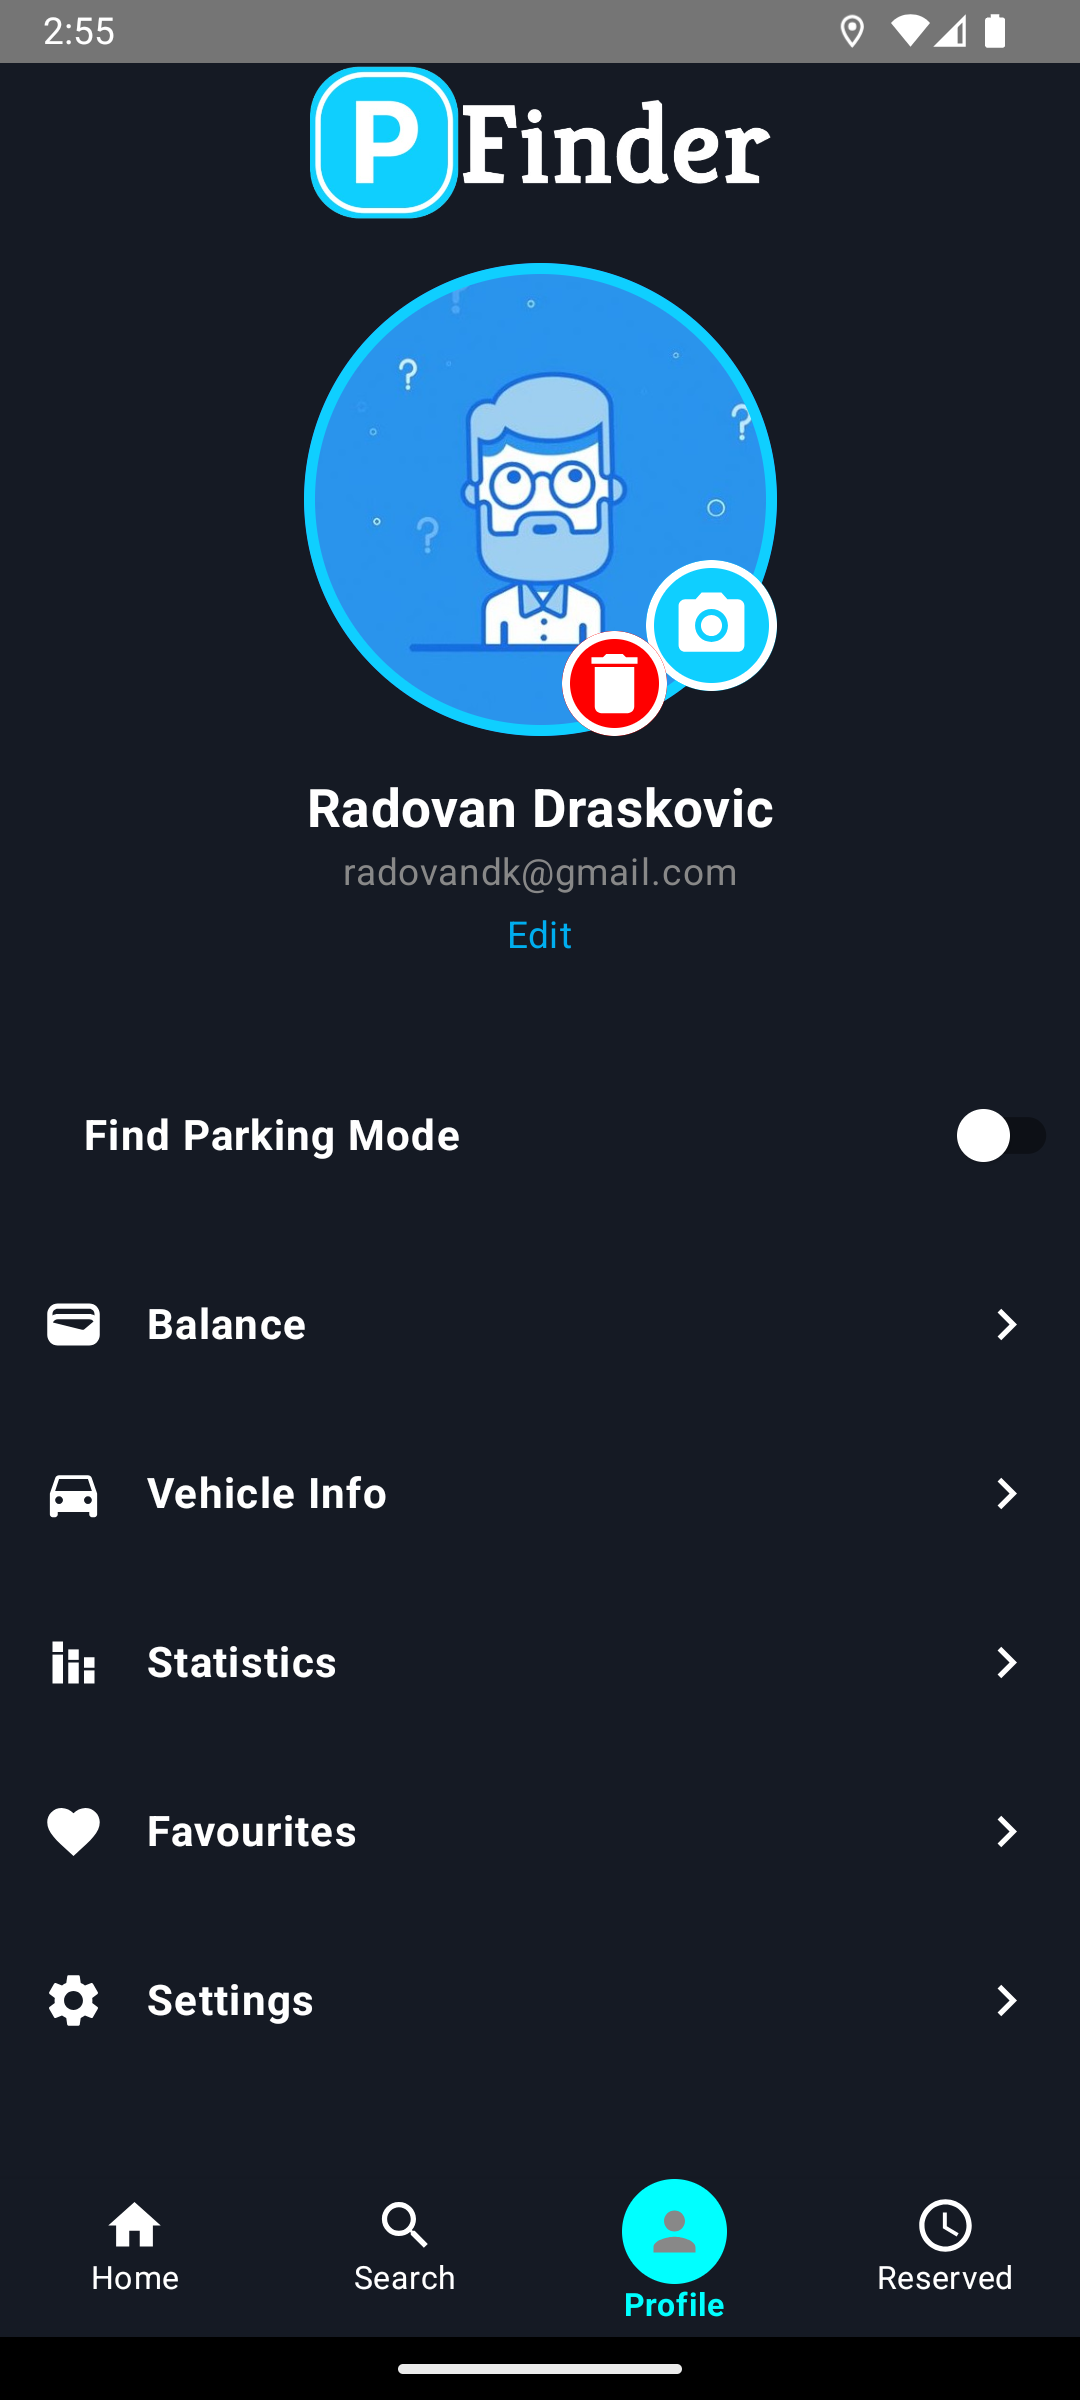 2:55
P Finder
Radovan Draskovic
radovandk@gmail.com
Edit
Find Parking Mode
Balance
Vehicle Info
Statistics
Favourites
Settings
Home
Search
Profile
Reserved